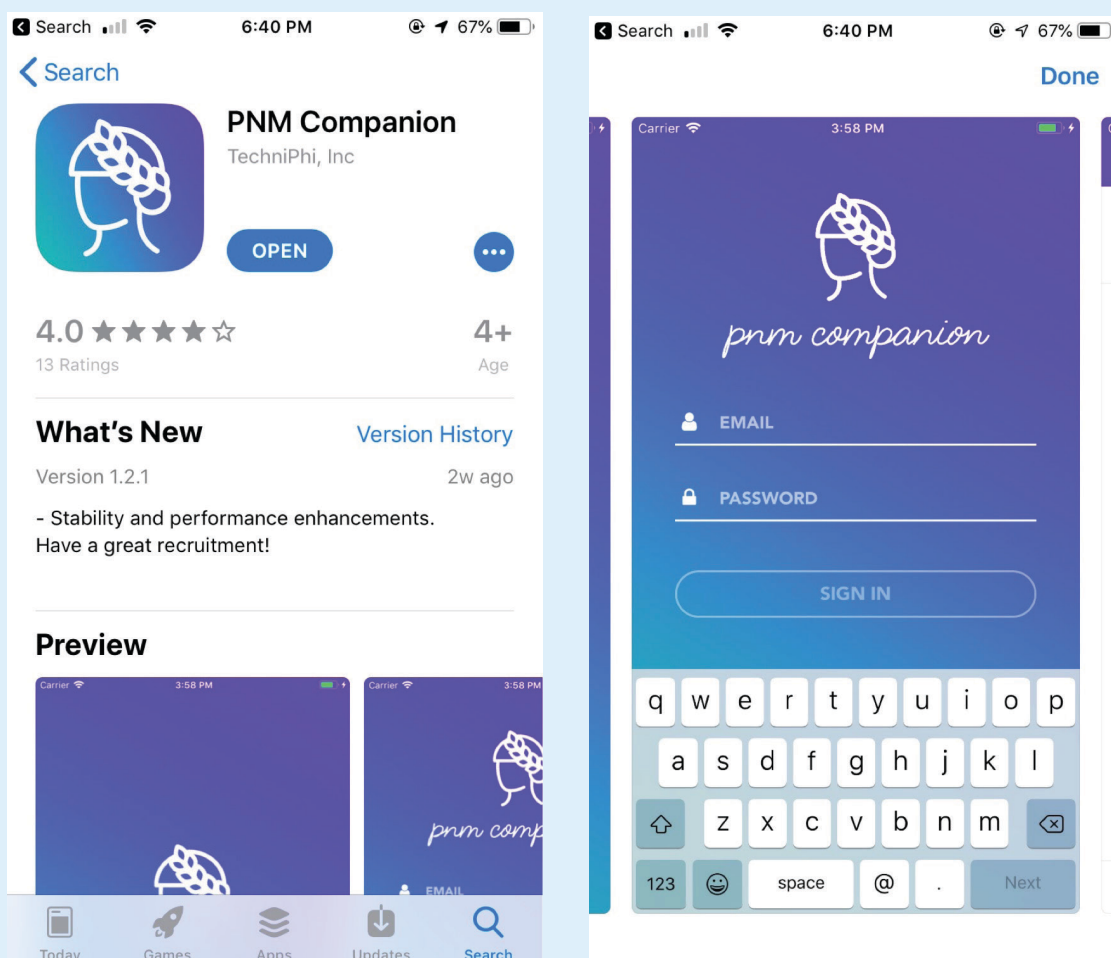 Search 6:40 PM 67%
Search
PNM Companion
TechniPhi, Inc
OPEN
4.0
4+
13 Ratings
Age
What's New
Version History
Version 1.2.1
2w ago
- Stability and performance enhancements.
Have a great recruitment!
Preview
Carrier 3:58 PM
Carrier 3:58 PM
pnm comp
EMAIL
Today Games Apps Updates Search
Search 6:40 PM 67%
Done
Carrier 3:58 PM
pnm companion
EMAIL
PASSWORD
SIGN IN
q w e r t y u i o p
a s d f g h j k l
z x c v b n m
123 space @ . Next